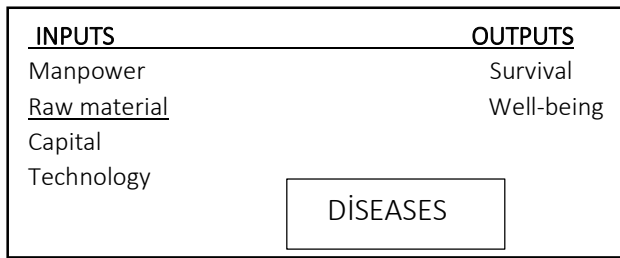 INPUTS OUTPUTS
Manpower Survival
Raw material Well-being
Capital
Technology
DİSEASES